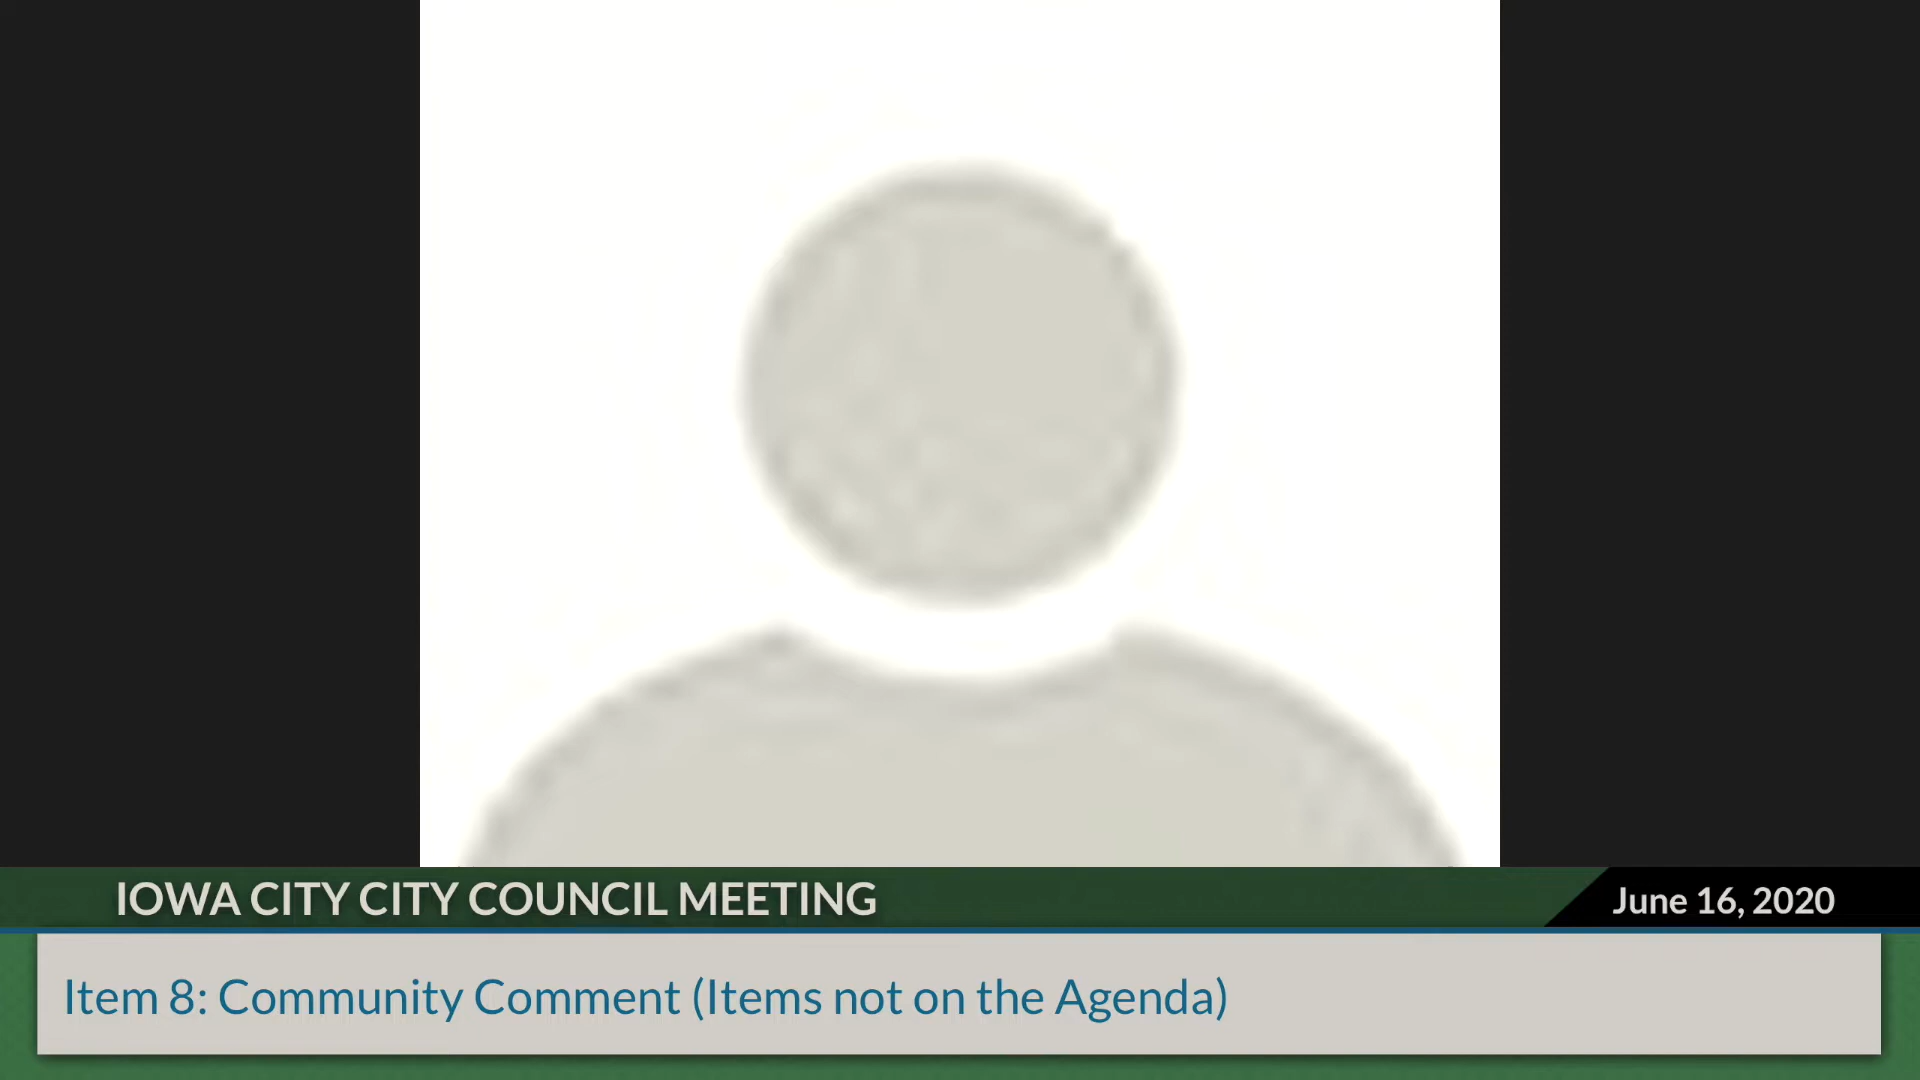 IOWA CITY CITY COUNCIL MEETING
June 16, 2020
Item 8: Community Comment (Items not on the Agenda)